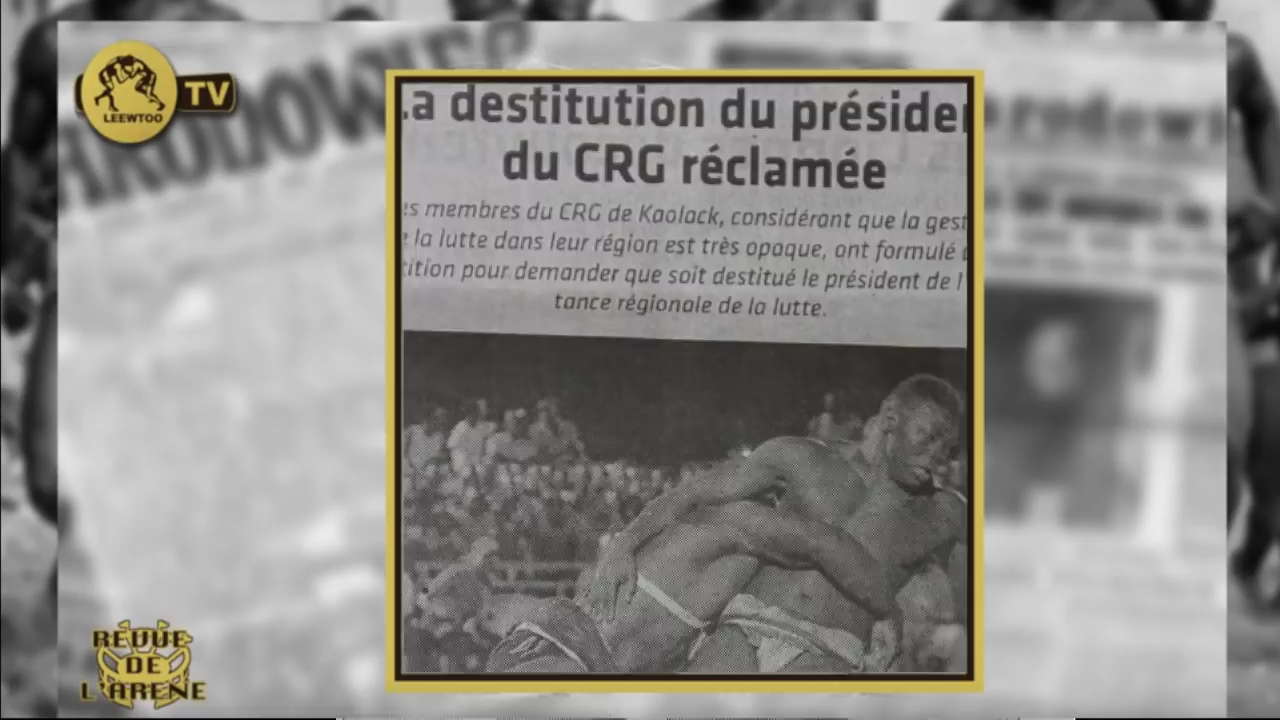 LEEWTOO
TV
.a destitution du présider
du CRG réclamée
s membres du CRG de Kaolack, considérant que la gest
la lutte dans leur région est très opaque, ont formulé
ition pour demander que soit destitué le président de l'
tance régionale de la lutte.
REVUE
DE
L'ARENE